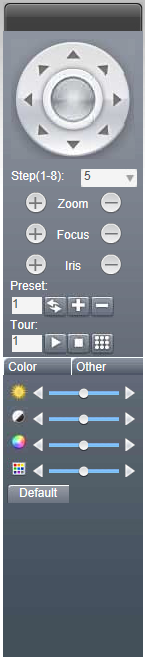 Step(1-8): 5
Zoom
Focus
Iris
Preset:
1
Tour:
1
Color Other
Default